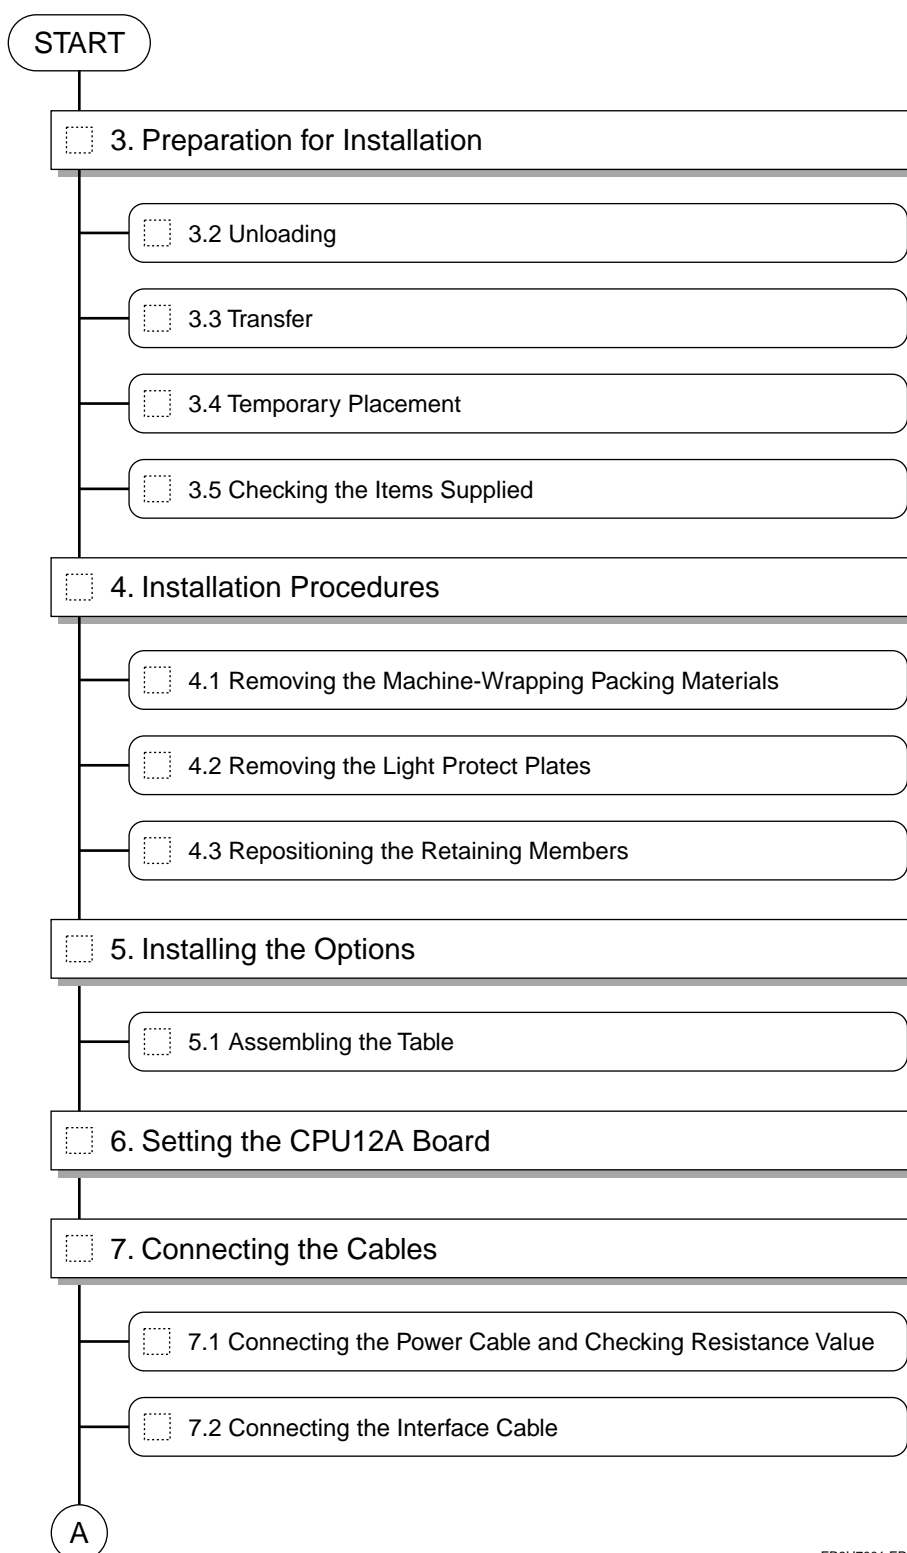 START
3. Preparation for Installation
3.2 Unloading
3.3 Transfer
3.4 Temporary Placement
3.5 Checking the Items Supplied
4. Installation Procedures
4.1 Removing the Machine-Wrapping Packing Materials
4.2 Removing the Light Protect Plates
4.3 Repositioning the Retaining Members
5. Installing the Options
5.1 Assembling the Table
6. Setting the CPU12A Board
7. Connecting the Cables
7.1 Connecting the Power Cable and Checking Resistance Value
7.2 Connecting the Interface Cable
A